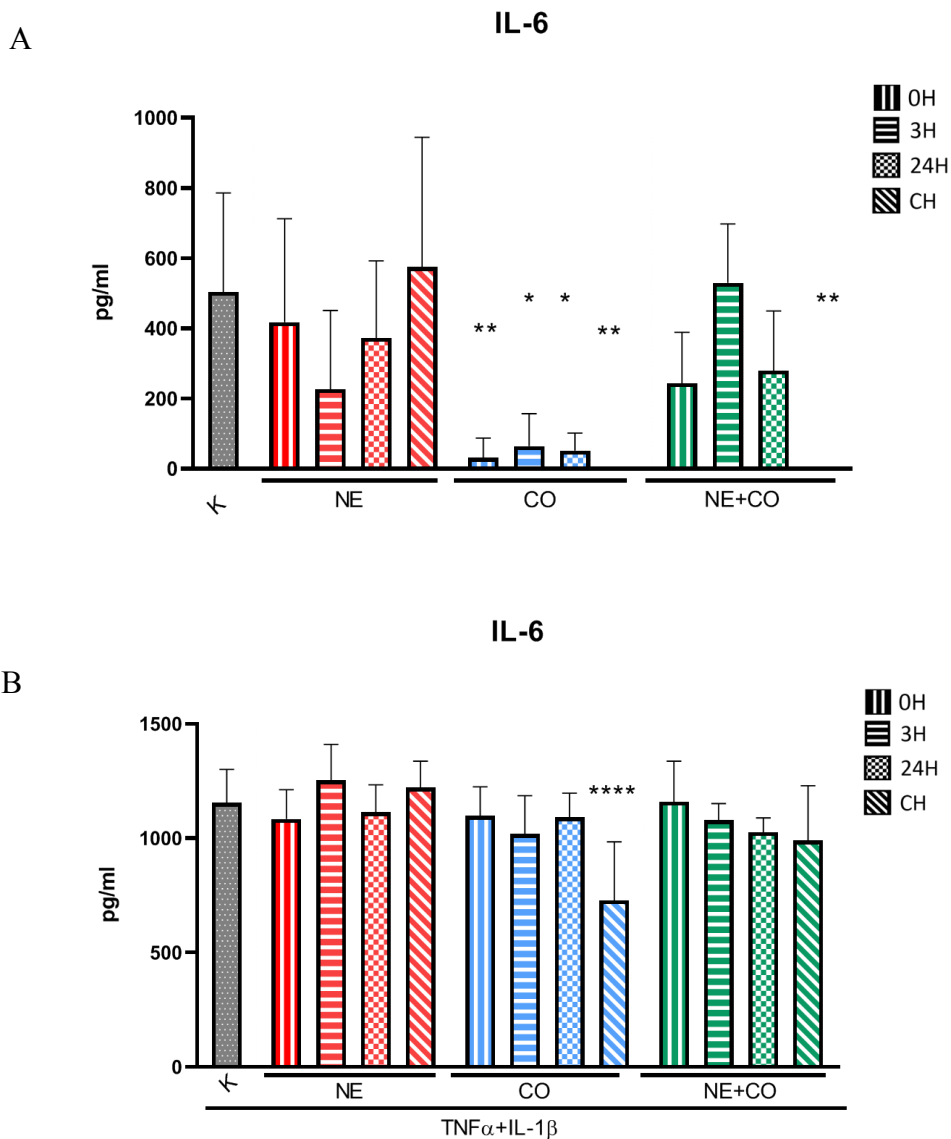 A
IL-6
0H
3H
24H
CH
1000
800
600
400
200
0
pg/ml
** * * ** **
K NE CO NE+CO
B
IL-6
0H
3H
24H
CH
1500
1000
500
0
pg/ml
****
K NE CO NE+CO
TNFα+IL-1β